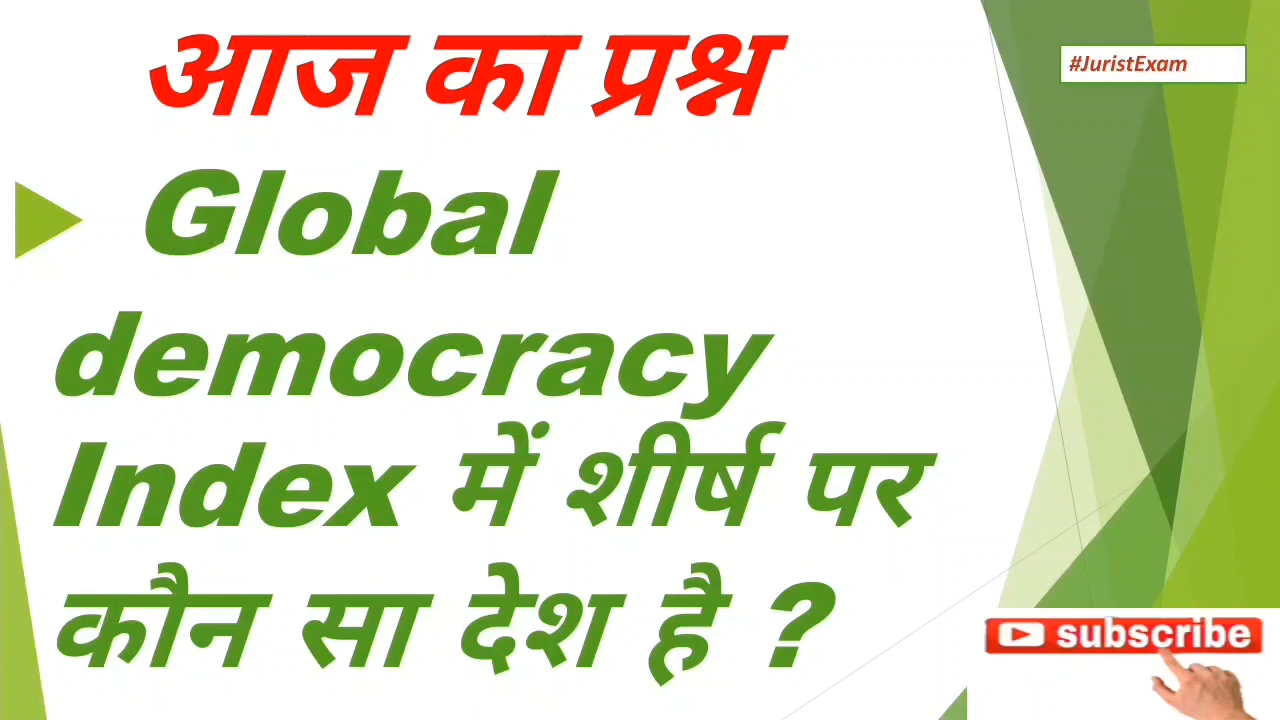 आज का प्रश्न
#JuristExam
Global
democracy
Index में शीर्ष पर
कौन सा देश है ?
subscribe